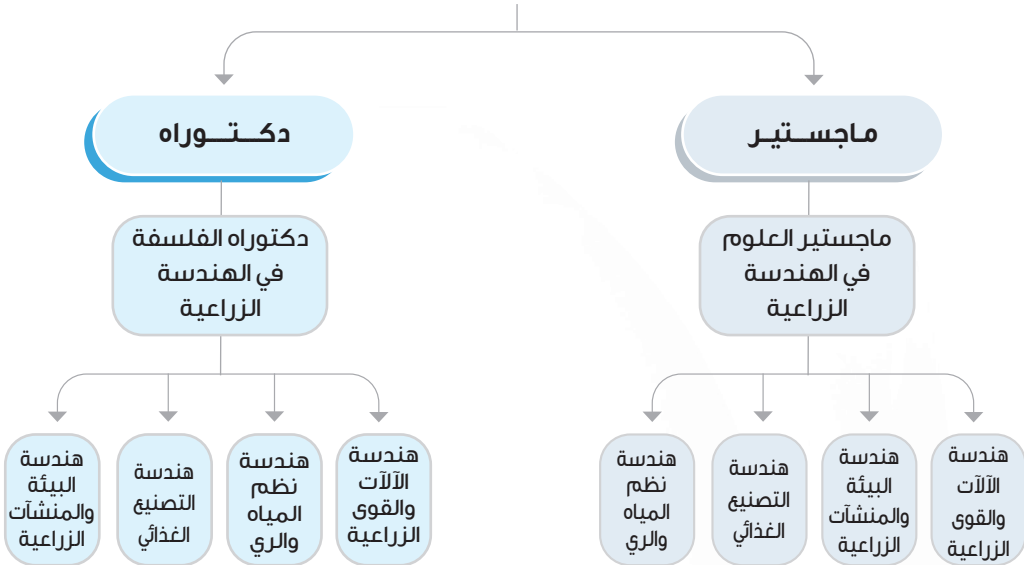 ماجستير
دكتوراه
ماجستير العلوم
في الهندسة
الزراعية
دكتوراه الفلسفة
في الهندسة
الزراعية
هندسة
الآلات
والقوى
الزراعية
هندسة
البيئة
والمنشآت
الزراعية
هندسة
التصنيع
الغذائي
هندسة
نظم
المياه
والري
هندسة
الآلات
والقوى
الزراعية
هندسة
نظم
المياه
والري
هندسة
التصنيع
الغذائي
هندسة
البيئة
والمنشآت
الزراعية